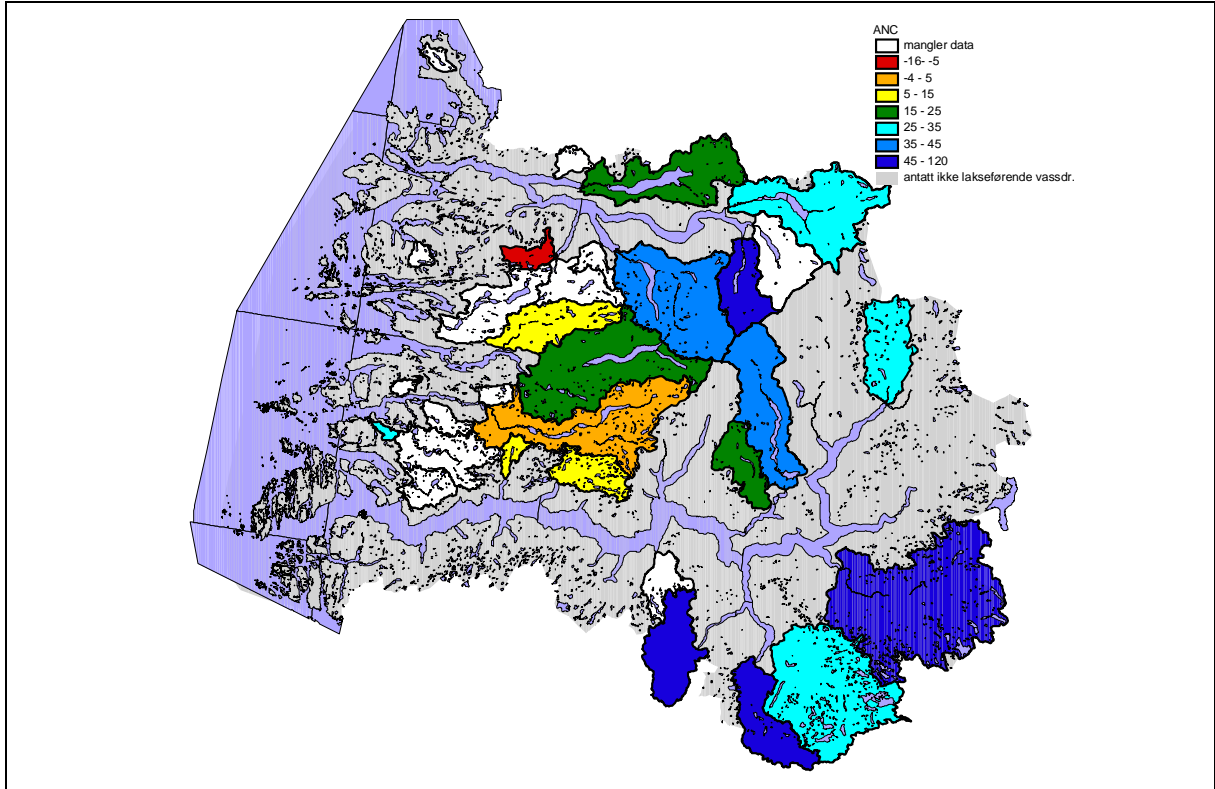 ANC
mangler data
-16- -5
-4 - 5
5 - 15
15 - 25
25 - 35
35 - 45
45 - 120
antatt ikke lakseførende vassdr.